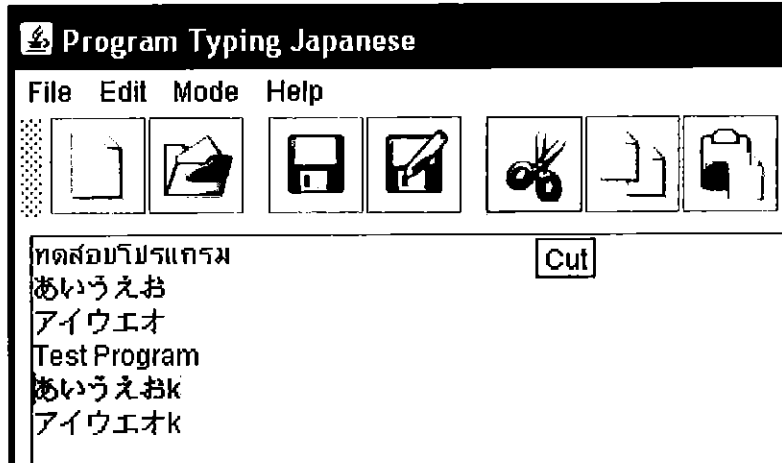 Program Typing Japanese
File Edit Mode Help
Cut
ทดสอบโปรแกรม
あいうえお
アイウエオ
Test Program
あいうえおk
アイウエオk